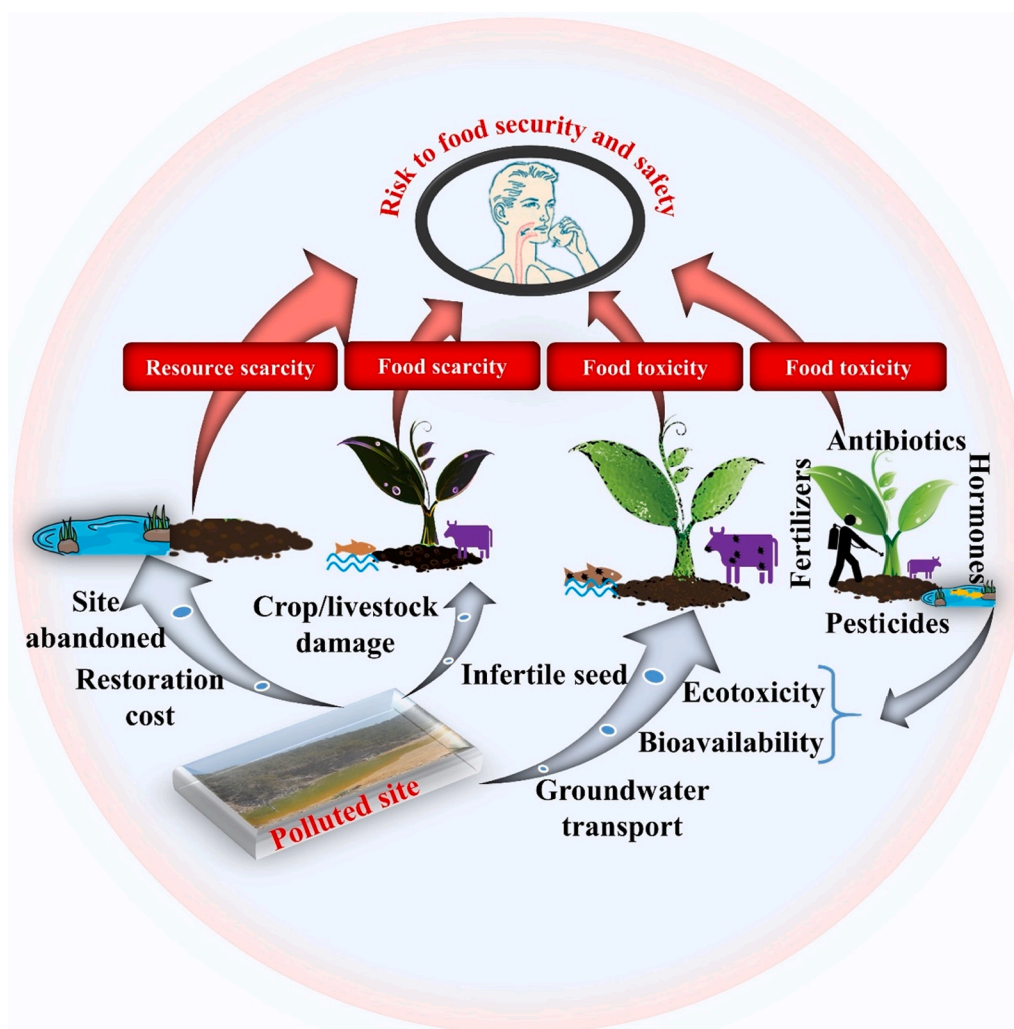 Risk to food security and safety
Resource scarcity
Food scarcity
Food toxicity
Food toxicity
Antibiotics
Fertilizers
Hormones
Pesticides
Site
abandoned
Restoration
cost
Crop/livestock
damage
Infertile seed
Ecotoxicity
Bioavailability
Groundwater
transport
Polluted site